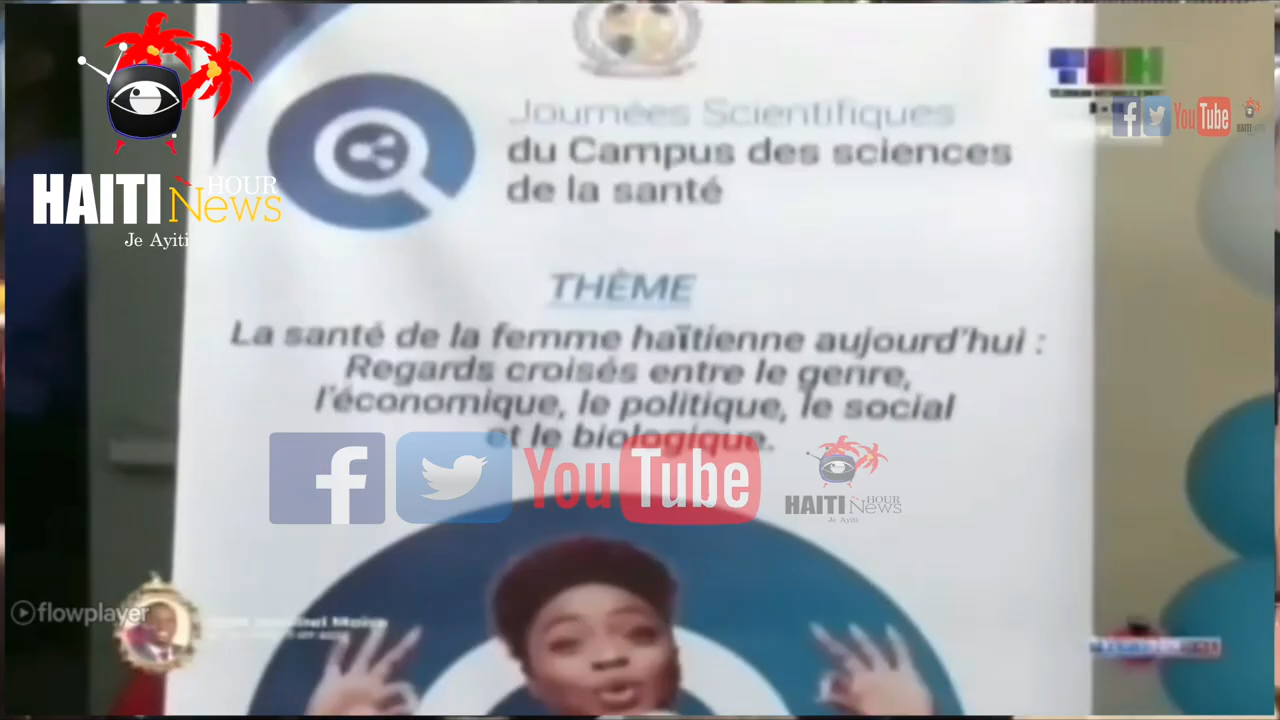 HAITI HOUR
News
Je Ayiti
Journées Scientifiques
du Campus des sciences
de la santé
THÈME
La santé de la femme haïtienne aujourd'hui :
Regards croisés entre le genre,
l'économique, le politique, le social
et le biologique.
f YouTube
HAITI HOUR
News
Je Ayiti
f YouTube
HAITI
flowplayer